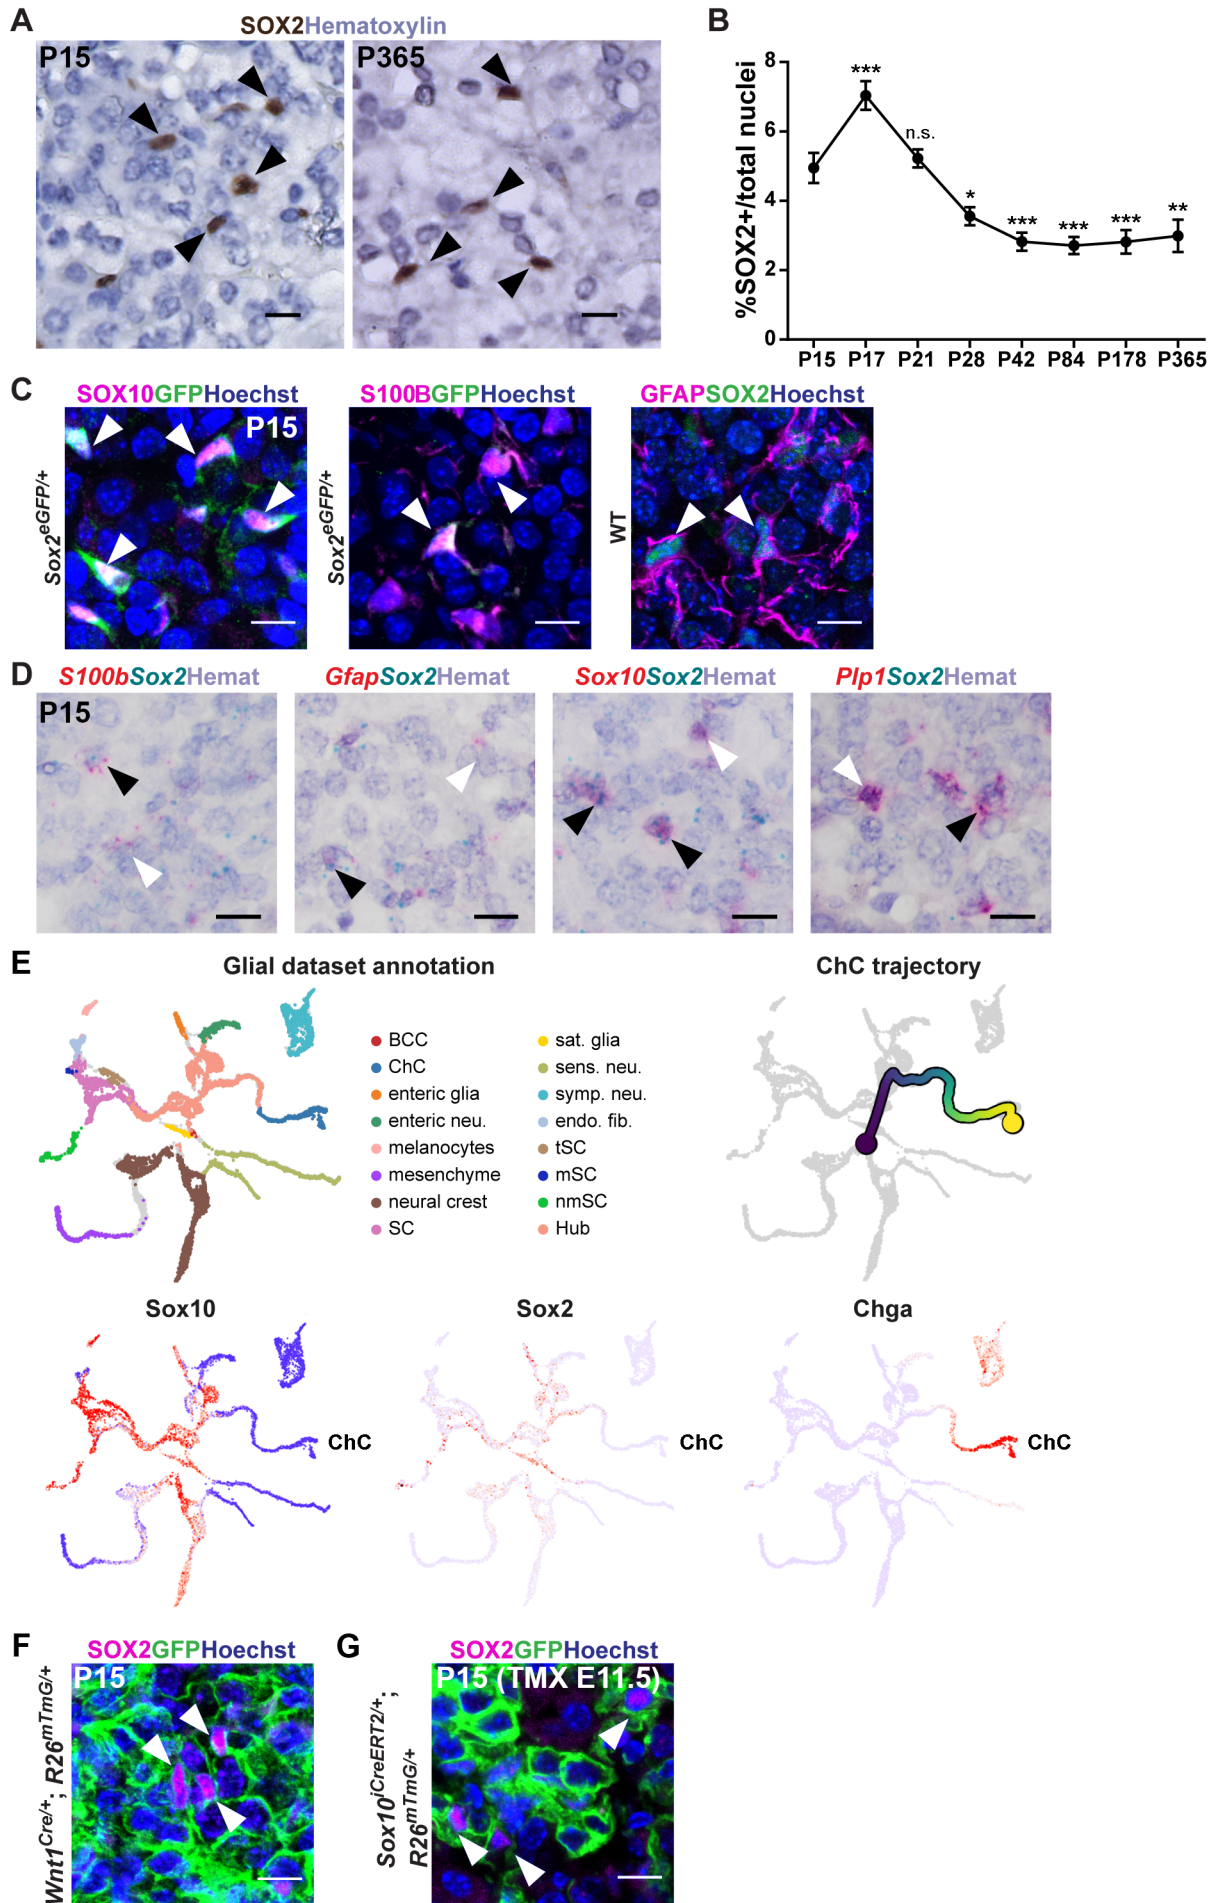 A
SOX2Hematoxylin
P15
P365
B
%SOX2+/total nuclei
8
6
4
2
0
***
n.s.
*
***
***
***
**
P15 P17 P21 P28 P42 P84 P178 P365
C
SOX10GFPHoechst
S100BGFPHoechst
GFAPSOX2Hoechst
P15
Sox2eGFP/+
Sox2eGFP/+
WT
D
S100bSox2Hemat
GfapSox2Hemat
Sox10Sox2Hemat
Plp1Sox2Hemat
P15
E
Glial dataset annotation
ChC trajectory
BCC
ChC
enteric glia
enteric neu.
melanocytes
mesenchyme
neural crest
SC
sat. glia
sens. neu.
symp. neu.
endo. fib.
tSC
mSC
nmSC
Hub
Sox10
Sox2
Chga
ChC
ChC
ChC
F
SOX2GFPHoechst
P15
Wnt1Cre/+; R26mTmG/+
G
SOX2GFPHoechst
P15 (TMX E11.5)
Sox10iCreERT2/+;
R26mTmG/+